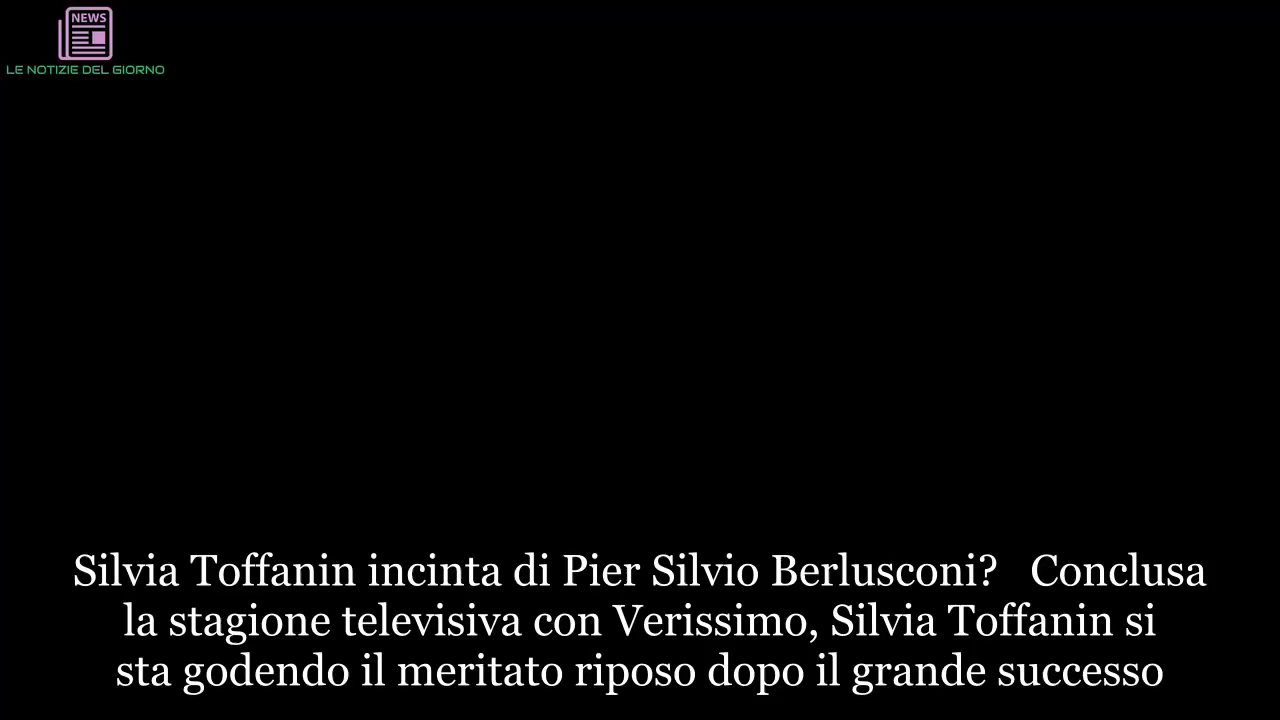 NEWS
LE NOTIZIE DEL GIORNO
Silvia Toffanin incinta di Pier Silvio Berlusconi?   Conclusa
la stagione televisiva con Verissimo, Silvia Toffanin si
sta godendo il meritato riposo dopo il grande successo